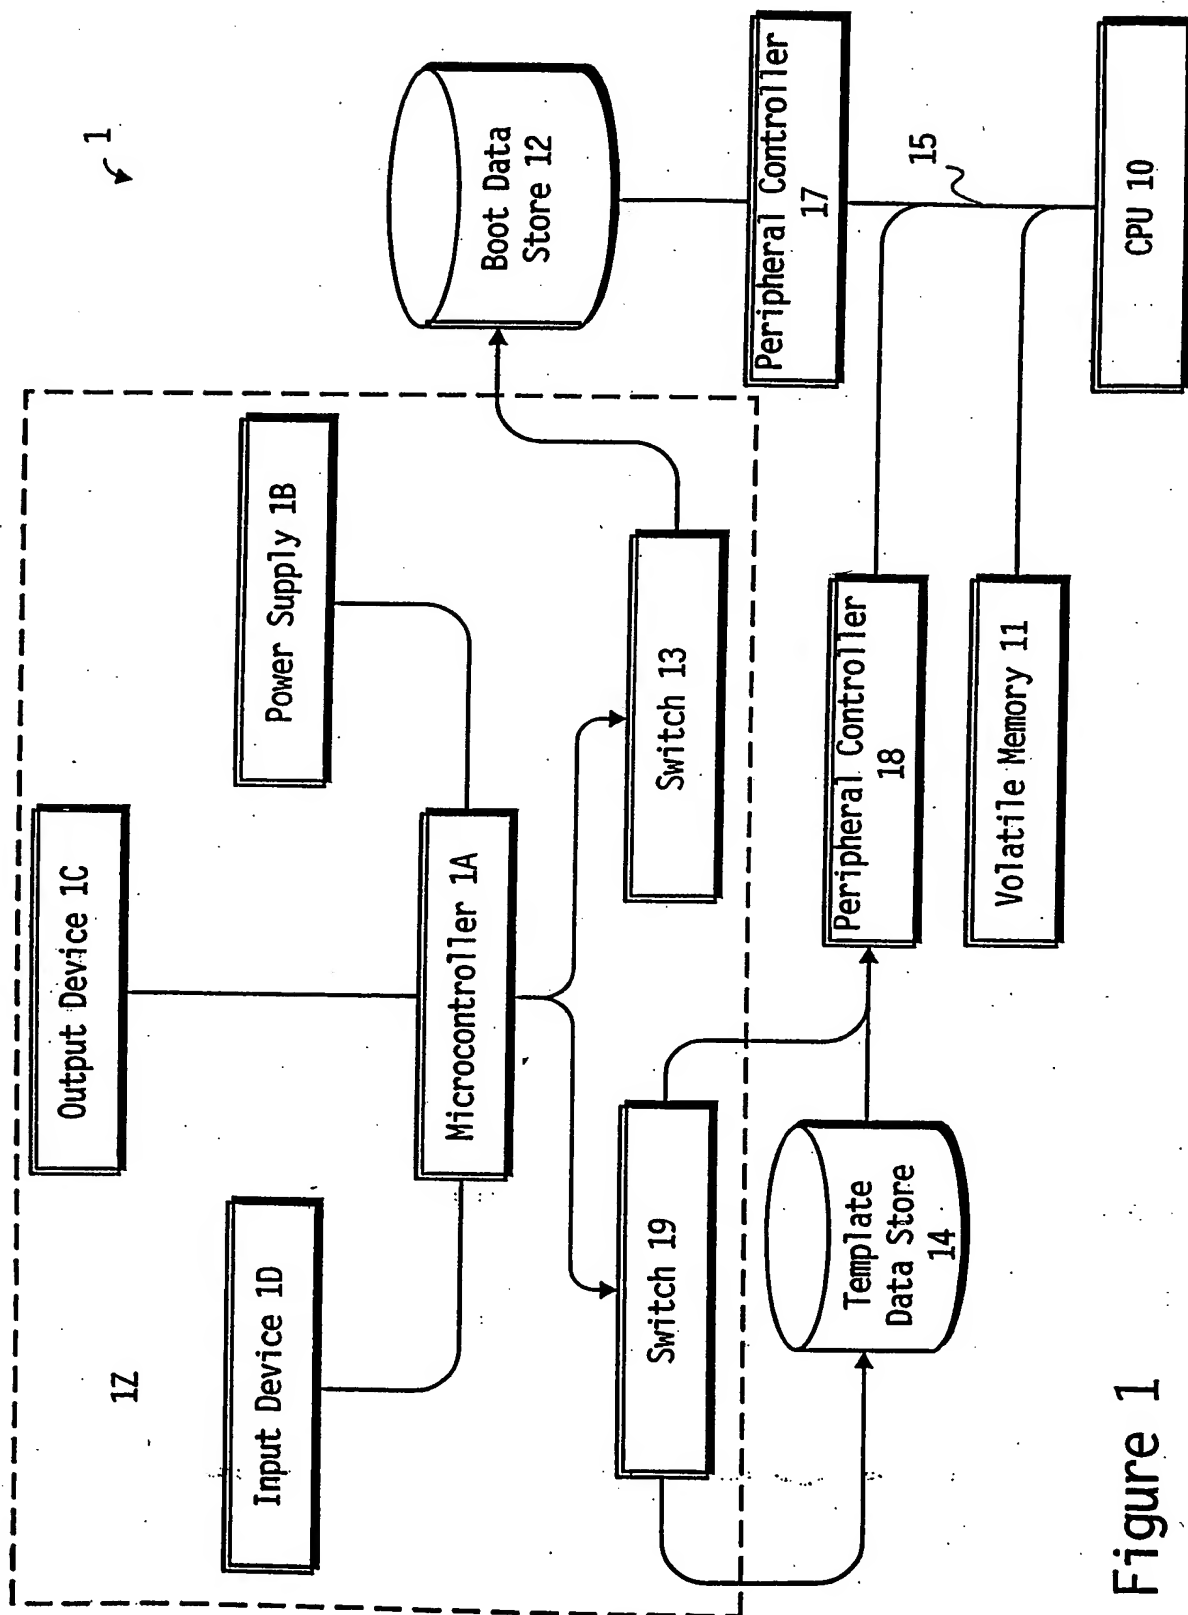 1
1Z
Output Device 1C
Input Device 1D
Power Supply 1B
Microcontroller 1A
Switch 19
Switch 13
Boot Data
Store 12
Template
Data Store
14
Peripheral Controller
18
Peripheral Controller
17
Volatile Memory 11
15
CPU 10
Figure 1